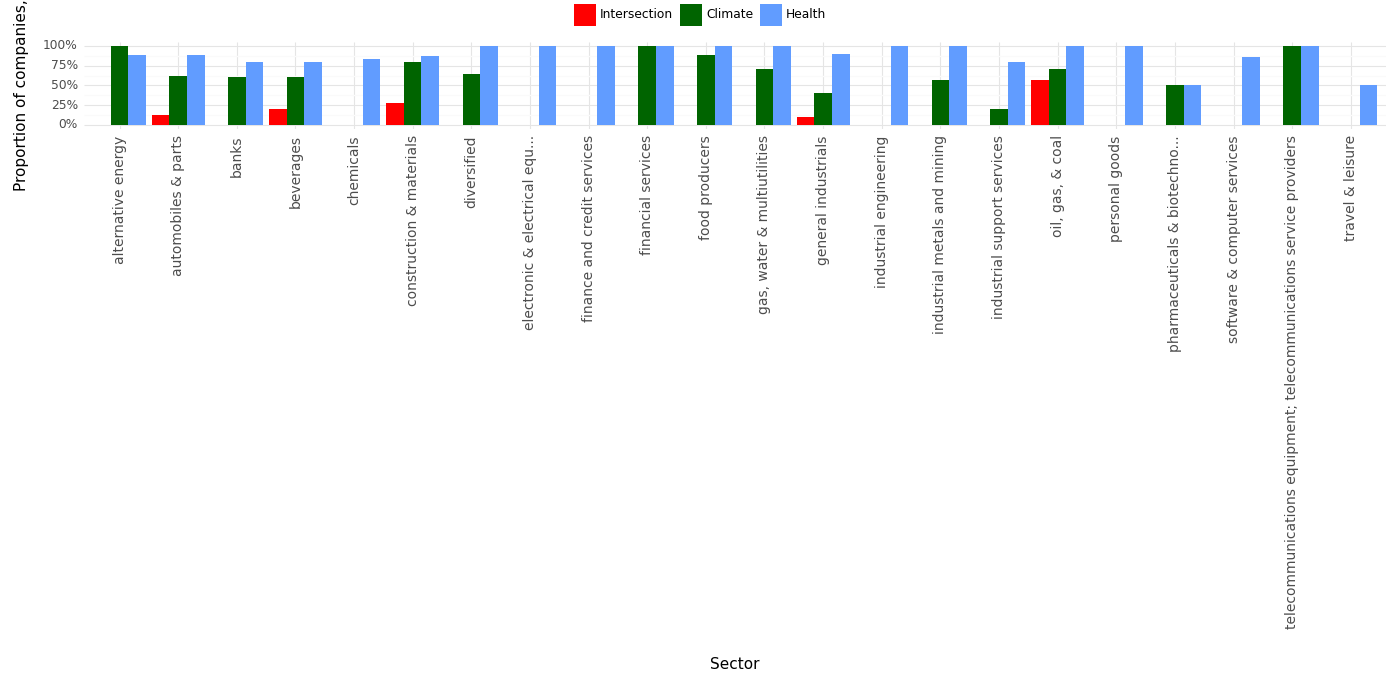 Intersection Climate Health
Proportion of companies,
100%
75%
50%
25%
0%
alternative energy
automobiles & parts
banks
beverages
chemicals
construction & materials
diversified
electronic & electrical equ...
finance and credit services
financial services
food producers
gas, water & multiutilities
general industrials
industrial engineering
industrial metals and mining
industrial support services
oil, gas, & coal
personal goods
pharmaceuticals & biotechno...
software & computer services
telecommunications equipment; telecommunications service providers
travel & leisure
Sector